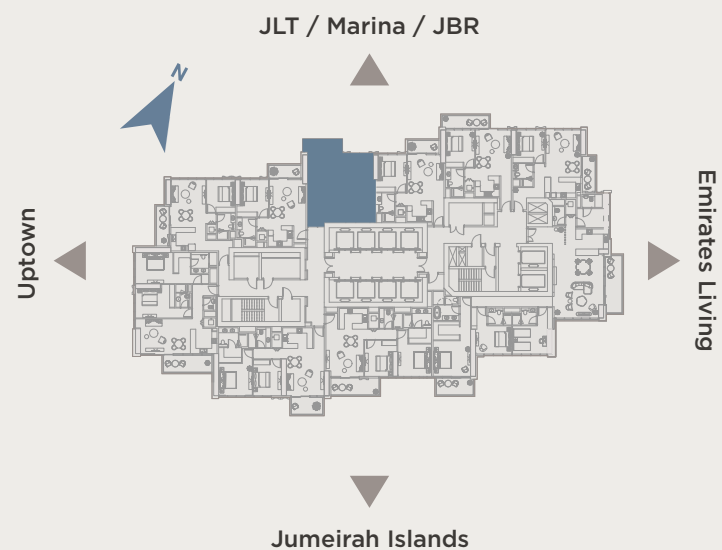 JLT / Marina / JBR
N
Uptown
Emirates Living
Jumeirah Islands